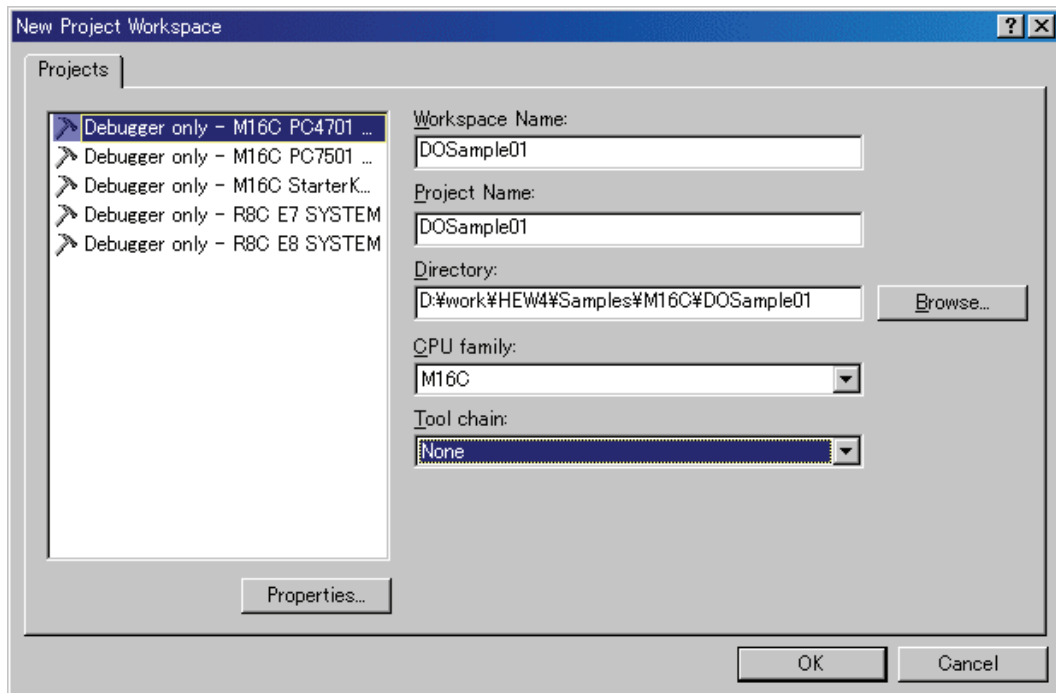 New Project Workspace
Projects
Debugger only - M16C PC4701 ...
Debugger only - M16C PC7501 ...
Debugger only - M16C StarterK...
Debugger only - R8C E7 SYSTEM
Debugger only - R8C E8 SYSTEM
Properties...
Workspace Name:
DOSample01
Project Name:
DOSample01
Directory:
D:¥work¥HEW4¥Samples¥M16C¥DOSample01
Browse...
CPU family:
M16C
Tool chain:
None
OK
Cancel